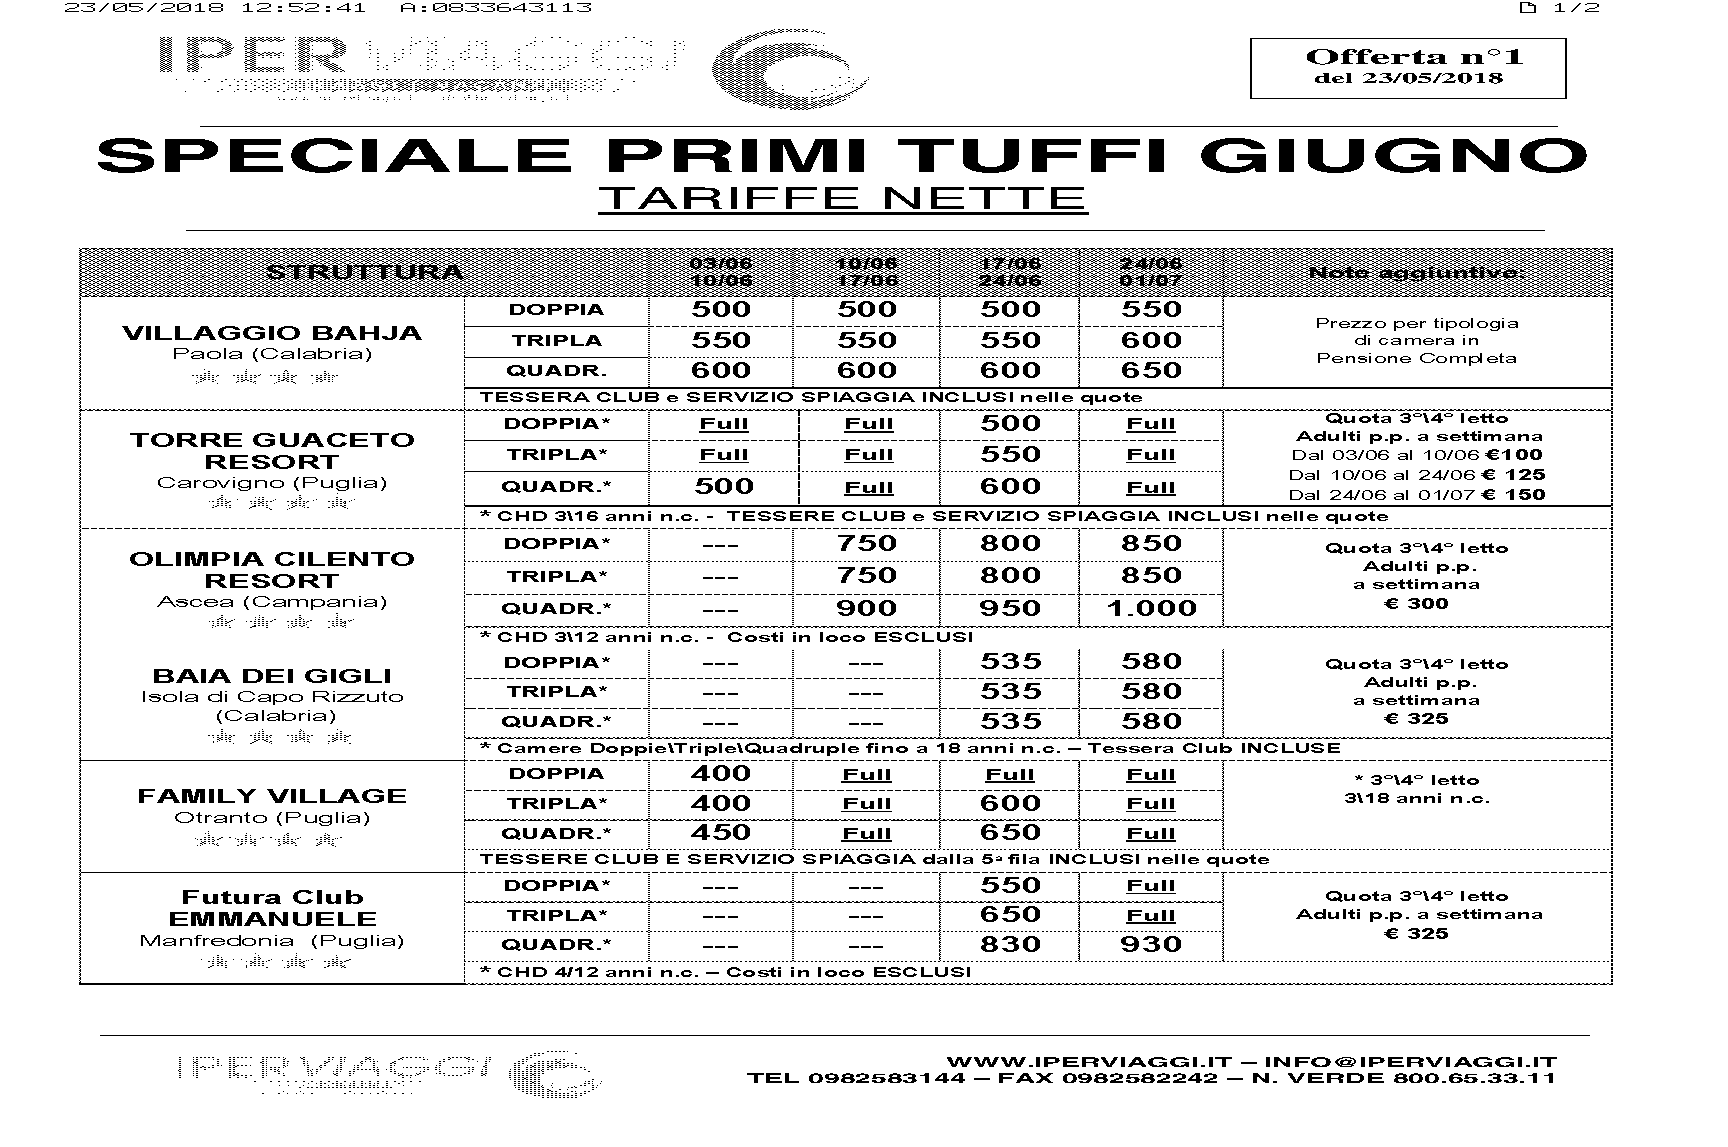 23/05/2018 12:52:41 A:0833643113 1/2
IPERVIAGGI
Offerta n°1
del 23/05/2018
SPECIALE PRIMI TUFFI GIUGNO
TARIFFE NETTE
STRUTTURA 03/06 10/06 10/06 17/06 17/06 24/06 24/06 01/07 Note aggiuntive:
VILLAGGIO BAHJA
Paola (Calabria)
DOPPIA 500 500 500 550
TRIPLA 550 550 550 600
QUADR. 600 600 600 650
Prezzo per tipologia
di camera in
Pensione Completa
TESSERA CLUB e SERVIZIO SPIAGGIA INCLUSI nelle quote
TORRE GUACETO
RESORT
Carovigno (Puglia)
DOPPIA* Full Full 500 Full
TRIPLA* Full Full 550 Full
QUADR.* 500 Full 600 Full
Quota 3°\4° letto
Adulti p.p. a settimana
Dal 03/06 al 10/06 €100
Dal 10/06 al 24/06 € 125
Dal 24/06 al 01/07 € 150
* CHD 3\16 anni n.c. - TESSERE CLUB e SERVIZIO SPIAGGIA INCLUSI nelle quote
OLIMPIA CILENTO
RESORT
Ascea (Campania)
DOPPIA* --- 750 800 850
TRIPLA* --- 750 800 850
QUADR.* --- 900 950 1.000
Quota 3°\4° letto
Adulti p.p.
a settimana
€ 300
* CHD 3\12 anni n.c. - Costi in loco ESCLUSI
BAIA DEI GIGLI
Isola di Capo Rizzuto
(Calabria)
DOPPIA* --- --- 535 580
TRIPLA* --- --- 535 580
QUADR.* --- --- 535 580
Quota 3°\4° letto
Adulti p.p.
a settimana
€ 325
* Camere Doppie\Triple\Quadruple fino a 18 anni n.c. – Tessera Club INCLUSE
FAMILY VILLAGE
Otranto (Puglia)
DOPPIA 400 Full Full Full
TRIPLA* 400 Full 600 Full
QUADR.* 450 Full 650 Full
* 3°\4° letto
3\18 anni n.c.
TESSERE CLUB E SERVIZIO SPIAGGIA dalla 5ª fila INCLUSI nelle quote
Futura Club
EMMANUELE
Manfredonia (Puglia)
DOPPIA* --- --- 550 Full
TRIPLA* --- --- 650 Full
QUADR.* --- --- 830 930
Quota 3°\4° letto
Adulti p.p. a settimana
€ 325
* CHD 4/12 anni n.c. – Costi in loco ESCLUSI
IPERVIAGGI
WWW.IPERVIAGGI.IT – INFO@IPERVIAGGI.IT
TEL 0982583144 – FAX 0982582242 – N. VERDE 800.65.33.11